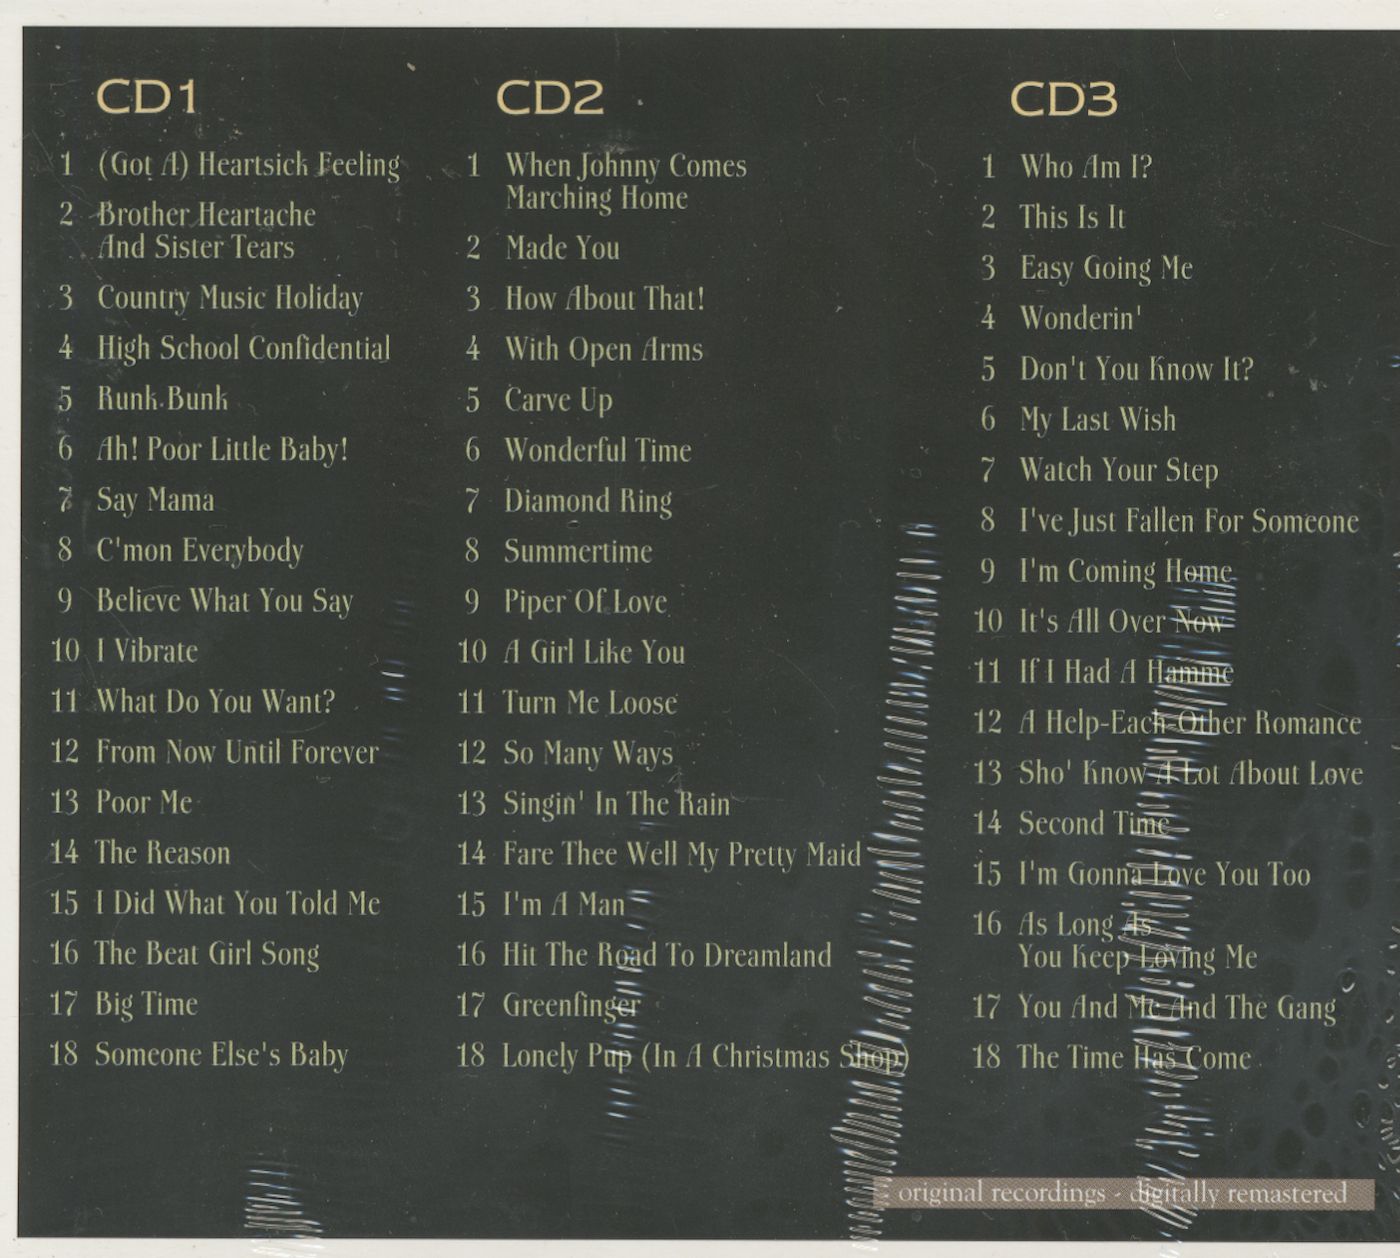 CD1
1 (Got A) Heartsick Feeling
2 Brother Heartache
And Sister Tears
3 Country Music Holiday
4 High School Confidential
5 Runk Bunk
6 Ah! Poor Little Baby!
7 Say Mama
8 C'mon Everybody
9 Believe What You Say
10 I Vibrate
11 What Do You Want?
12 From Now Until Forever
13 Poor Me
14 The Reason
15 I Did What You Told Me
16 The Beat Girl Song
17 Big Time
18 Someone Else's Baby
CD2
1 When Johnny Comes
Marching Home
2 Made You
3 How About That!
4 With Open Arms
5 Carve Up
6 Wonderful Time
7 Diamond Ring
8 Summertime
9 Piper Of Love
10 A Girl Like You
11 Turn Me Loose
12 So Many Ways
13 Singin' In The Rain
14 Fare Thee Well My Pretty Maid
15 I'm A Man
16 Hit The Road To Dreamland
17 Greenfinger
18 Lonely Pup (In A Christmas Shop)
CD3
1 Who Am I?
2 This Is It
3 Easy Going Me
4 Wonderin'
5 Don't You Know It?
6 My Last Wish
7 Watch Your Step
8 I've Just Fallen For Someone
9 I'm Coming Home
10 It's All Over Now
11 If I Had A Hamme
12 A Help-Each-Other Romance
13 Sho' Know A Lot About Love
14 Second Time
15 I'm Gonna Love You Too
16 As Long As
You Keep Loving Me
17 You And Me And The Gang
18 The Time Has Come
original recordings - digitally remastered